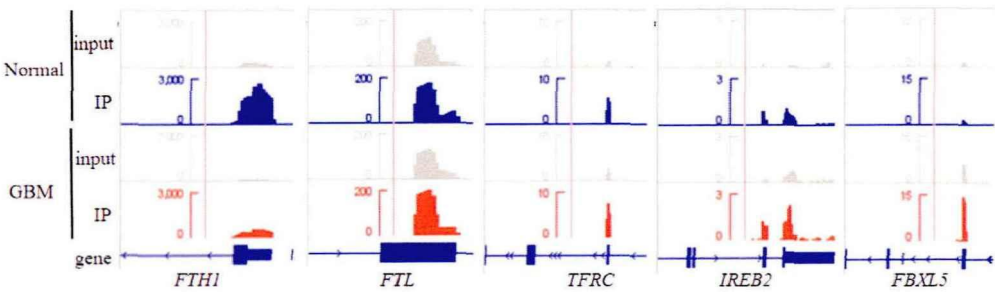 input
Normal
3,000 200 10 3 15
IP
0 0 0 0 0
input
GBM
3,000 200 10 3 15
IP
0 0 0 0 0
gene
FTH1 FTL TFRC IREB2 FBXL5